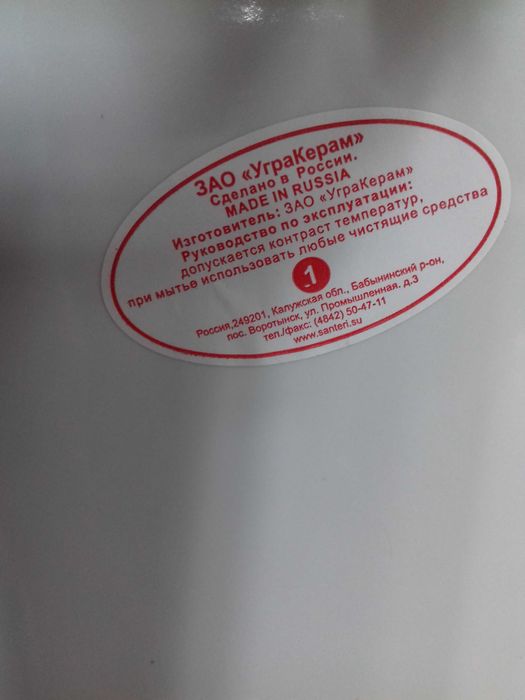 ЗАО «УграКерам»
Сделано в России.
MADE IN RUSSIA
Изготовитель: ЗАО «УграКерам»
Руководство по эксплуатации:
допускается контраст температур,
при мытье использовать любые чистящие средства
1
Россия,249201, Калужская обл., Бабынинский р-он,
пос. Воротынск, ул. Промышленная. д.3
тел./факс: (4842) 50-47-11
www.santeri.su